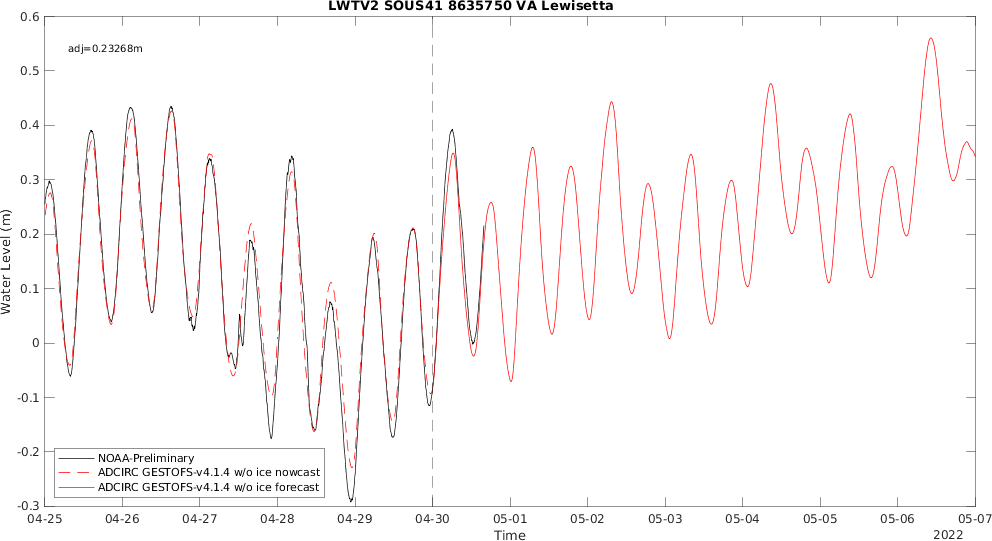 LWTV2 SOUS41 8635750 VA Lewisetta
adj=0.23268m
Water Level (m)
0.6
0.5
0.4
0.3
0.2
0.1
0
-0.1
-0.2
-0.3
NOAA-Preliminary
ADCIRC GESTOFS-v4.1.4 w/o ice nowcast
ADCIRC GESTOFS-v4.1.4 w/o ice forecast
04-25 04-26 04-27 04-28 04-29 04-30 05-01 05-02 05-03 05-04 05-05 05-06 05-07
Time
2022